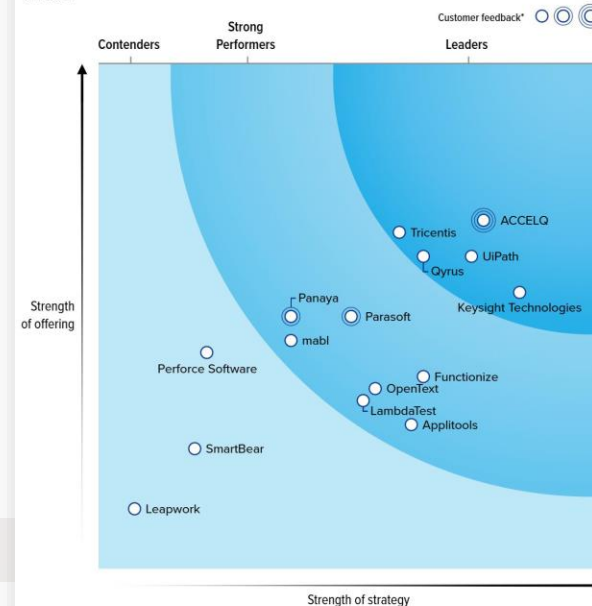 Customer feedback*
Strong
Performers
Contenders
Leaders
ACCELQ
Tricentis
UiPath
Qyrus
Keysight Technologies
Panaya
Parasoft
Strength
of offering
mabl
Perforce Software
Functionize
OpenText
LambdaTest
Applitools
SmartBear
Leapwork
Strength of strategy